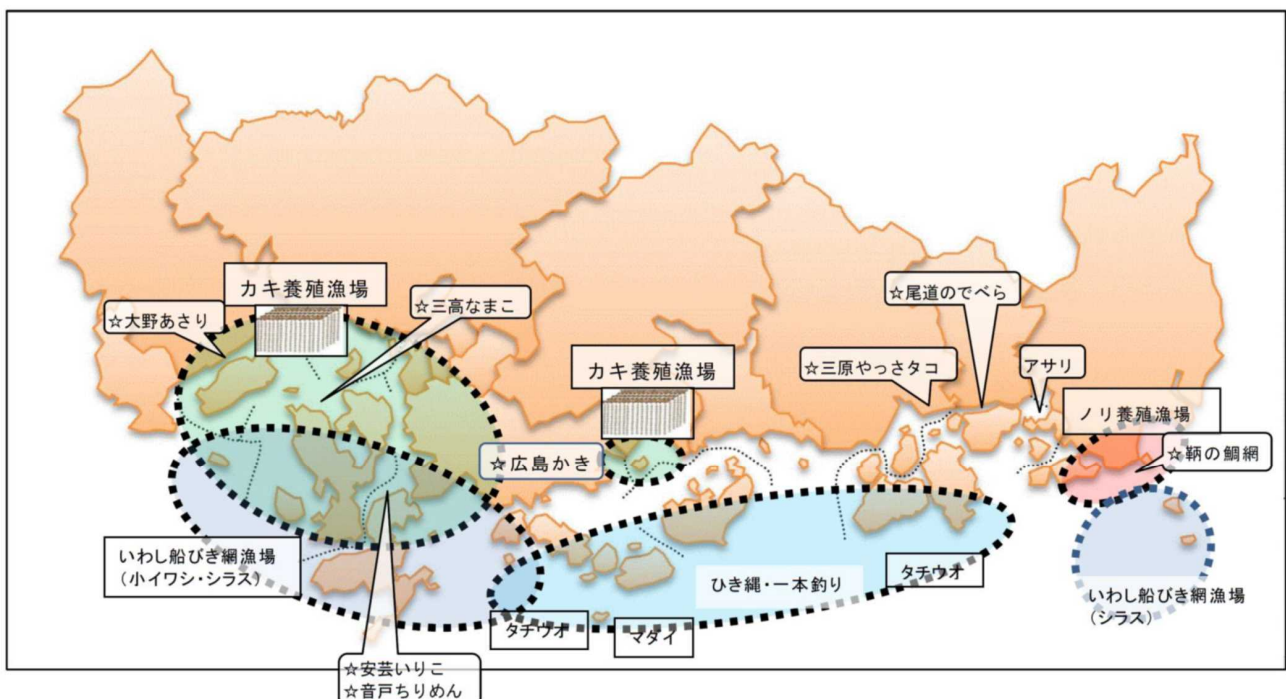 カキ養殖漁場
☆三高なまこ
☆大野あさり
☆尾道のでべら
カキ養殖漁場
☆三原やっさタコ
アサリ
ノリ養殖漁場
☆広島かき
☆鞆の鯛網
いわし船びき網漁場
（小イワシ・シラス）
ひき縄・一本釣り
タチウオ
いわし船びき網漁場
（シラス）
タチウオ
マダイ
☆安芸いりこ
☆音戸ちりめん